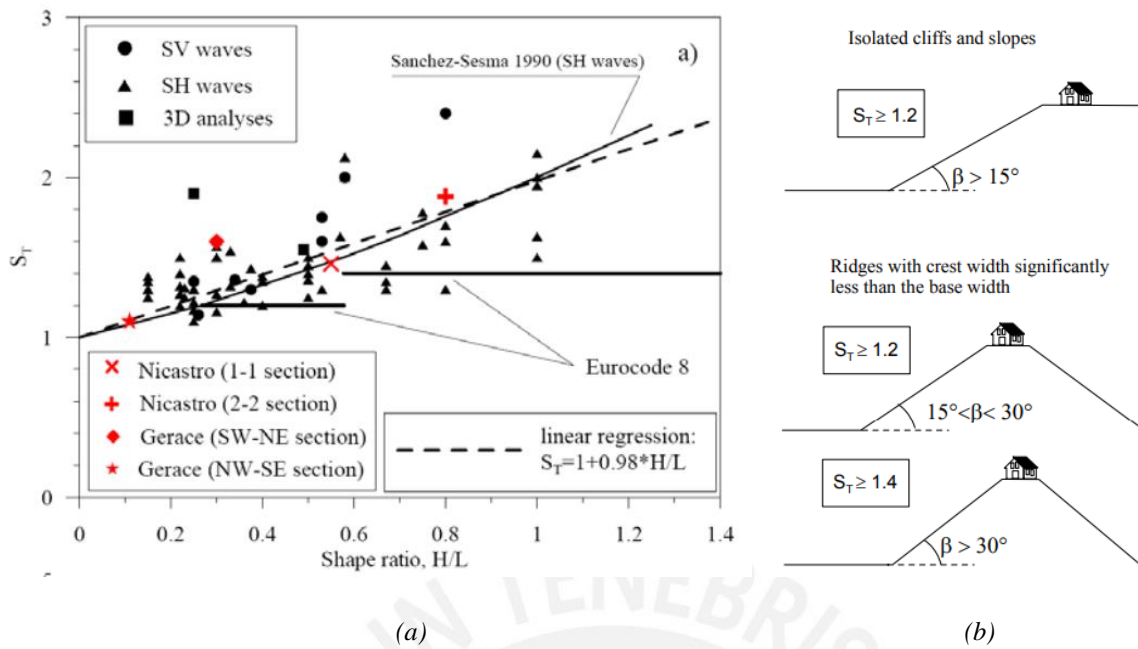 3
2
1
0
S_T
SV waves
SH waves
3D analyses
a)
Sanchez-Sesma 1990 (SH waves)
Eurocode 8
Nicastro (1-1 section)
Nicastro (2-2 section)
Gerace (SW-NE section)
Gerace (NW-SE section)
linear regression:
S_T=1+0.98*H/L
0 0.2 0.4 0.6 0.8 1 1.2 1.4
Shape ratio, H/L
(a)
Isolated cliffs and slopes
S_T ≥ 1.2
β > 15°
Ridges with crest width significantly
less than the base width
S_T ≥ 1.2
15°<β< 30°
S_T ≥ 1.4
β > 30°
(b)
IN TENEBRIS